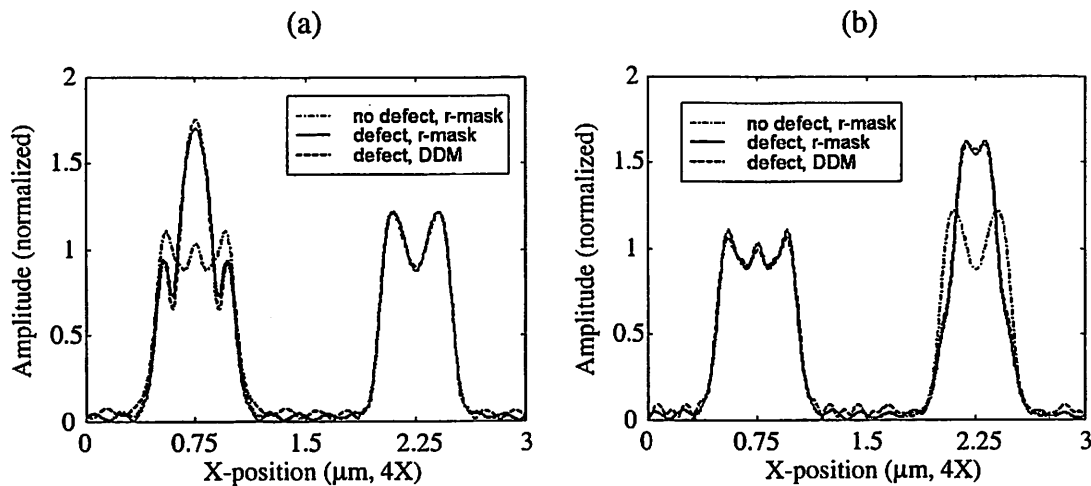 (a)
(b)
2
1.5
1
0.5
0
0
0.75
1.5
2.25
3
Amplitude (normalized)
X-position (μm, 4X)
no defect, r-mask
defect, r-mask
defect, DDM
2
1.5
1
0.5
0
0
0.75
1.5
2.25
3
Amplitude (normalized)
X-position (μm, 4X)
no defect, r-mask
defect, r-mask
defect, DDM